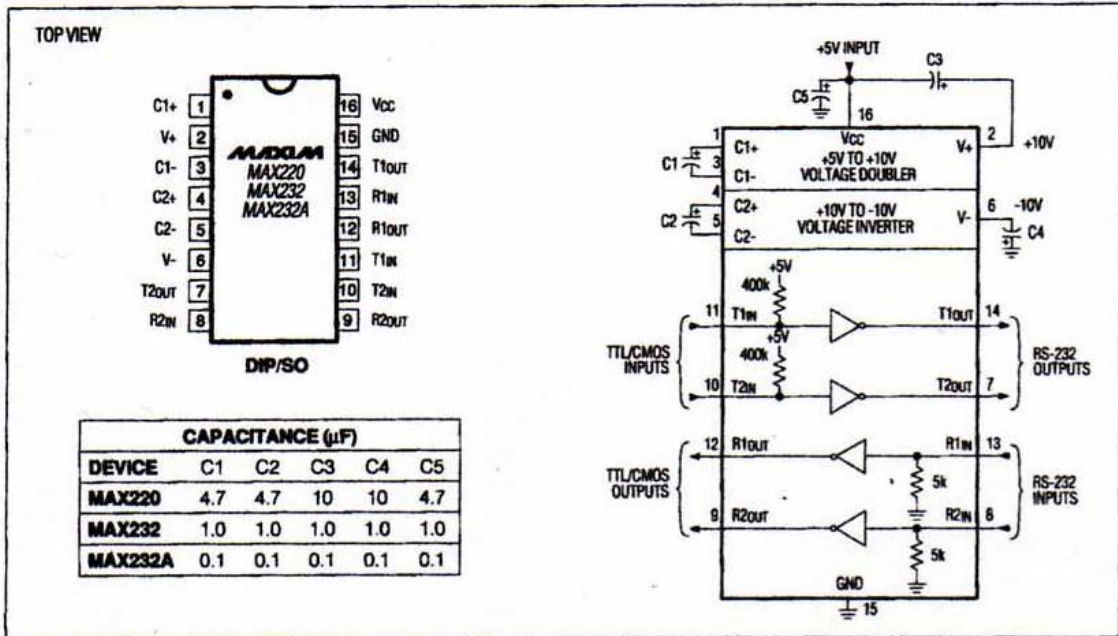 TOP VIEW
C1+ 1
V+ 2
C1- 3
C2+ 4
C2- 5
V- 6
T2OUT 7
R2IN 8
MAXIM
MAX220
MAX232
MAX232A
16 VCC
15 GND
14 T1OUT
13 R1IN
12 R1OUT
11 T1IN
10 T2IN
9 R2OUT
DIP/SO
CAPACITANCE (μF)
DEVICE C1 C2 C3 C4 C5
MAX220 4.7 4.7 10 10 4.7
MAX232 1.0 1.0 1.0 1.0 1.0
MAX232A 0.1 0.1 0.1 0.1 0.1
+5V INPUT
C3
C5
16
1
2
VCC
C1+
V+
+10V
+5V TO +10V
VOLTAGE DOUBLER
C1
3
C1-
4
C2+
+10V TO -10V
VOLTAGE INVERTER
V-
6
-10V
C2
5
C2-
C4
+5V
400k
11 T1IN
T1OUT 14
+5V
400k
TTL/CMOS
INPUTS
RS-232
OUTPUTS
10 T2IN
T2OUT 7
12 R1OUT
R1IN 13
5k
TTL/CMOS
OUTPUTS
RS-232
INPUTS
9 R2OUT
R2IN 8
5k
GND
15